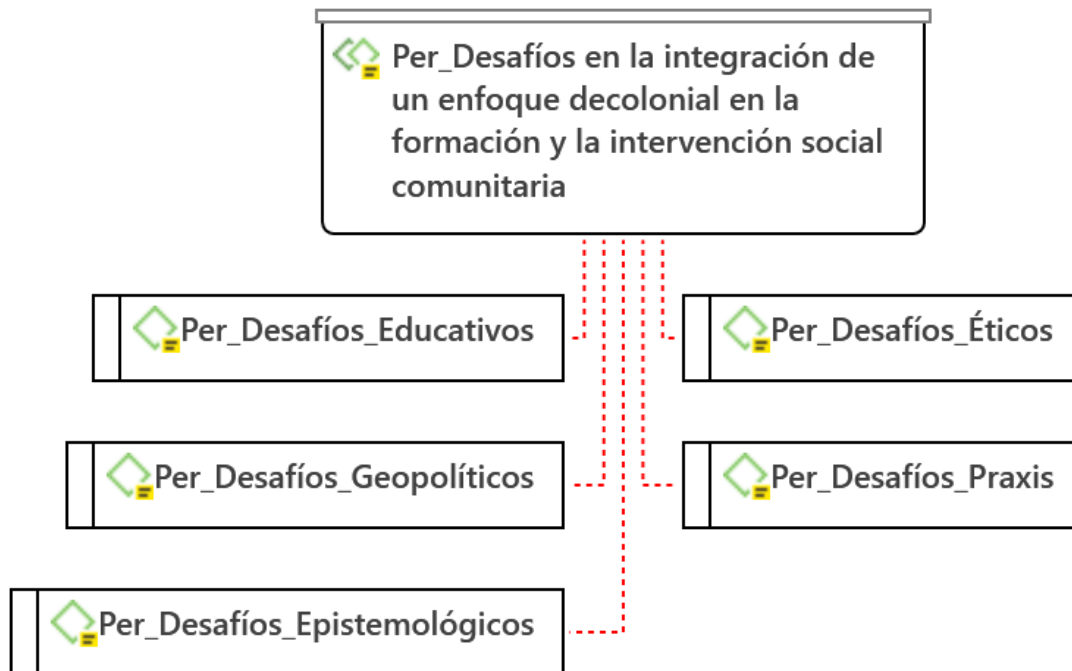 Per_Desafíos en la integración de
un enfoque decolonial en la
formación y la intervención social
comunitaria
Per_Desafíos_Educativos
Per_Desafíos_Éticos
Per_Desafíos_Geopolíticos
Per_Desafíos_Praxis
Per_Desafíos_Epistemológicos